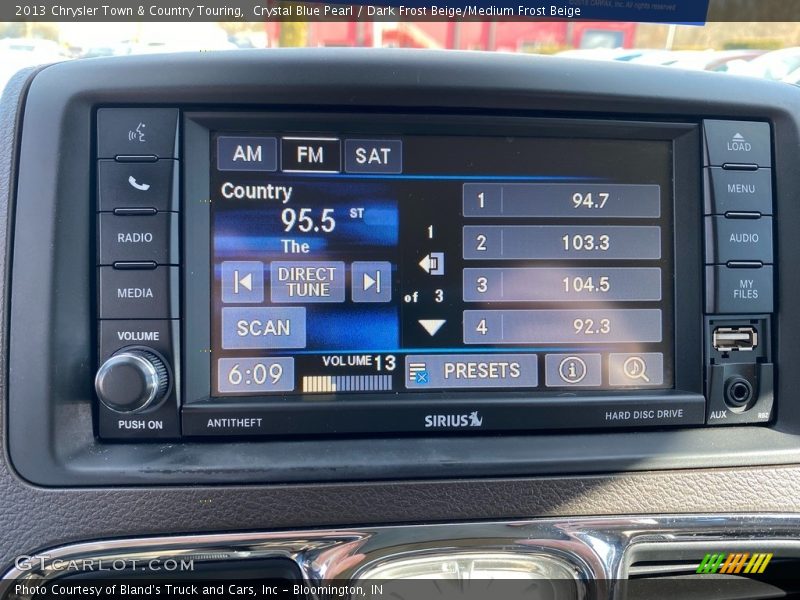 2013 Chrysler Town & Country Touring, Crystal Blue Pearl / Dark Frost Beige/Medium Frost Beige
AM FM SAT
Country
95.5 ST
The
DIRECT TUNE
SCAN
6:09
VOLUME 13
1
of 3
1 94.7
2 103.3
3 104.5
4 92.3
PRESETS
i
RADIO
MEDIA
VOLUME
PUSH ON
LOAD
MENU
AUDIO
MY FILES
AUX RBZ
ANTITHEFT
SIRIUS
HARD DISC DRIVE
GTCARLOT.COM
Photo Courtesy of Bland's Truck and Cars, Inc - Bloomington, IN